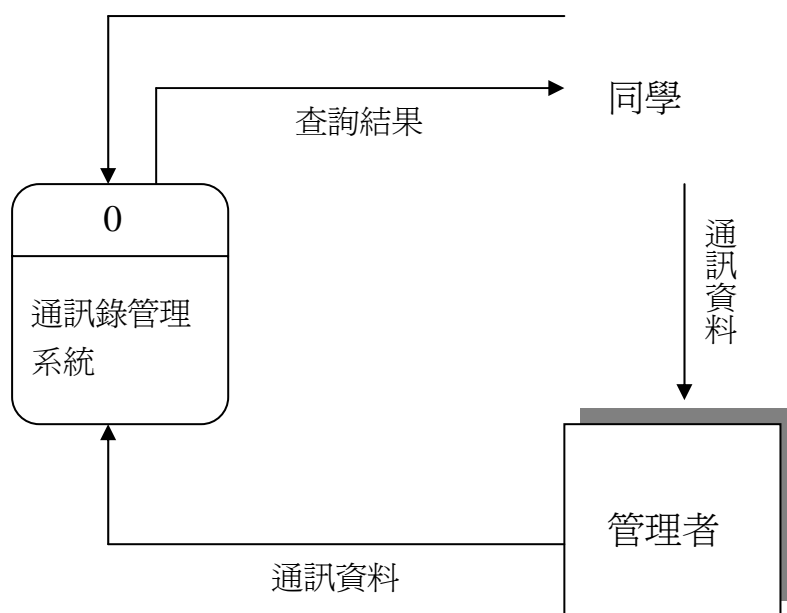 同學
查詢結果
0
通訊錄管理
系統
通訊資料
管理者
通訊資料